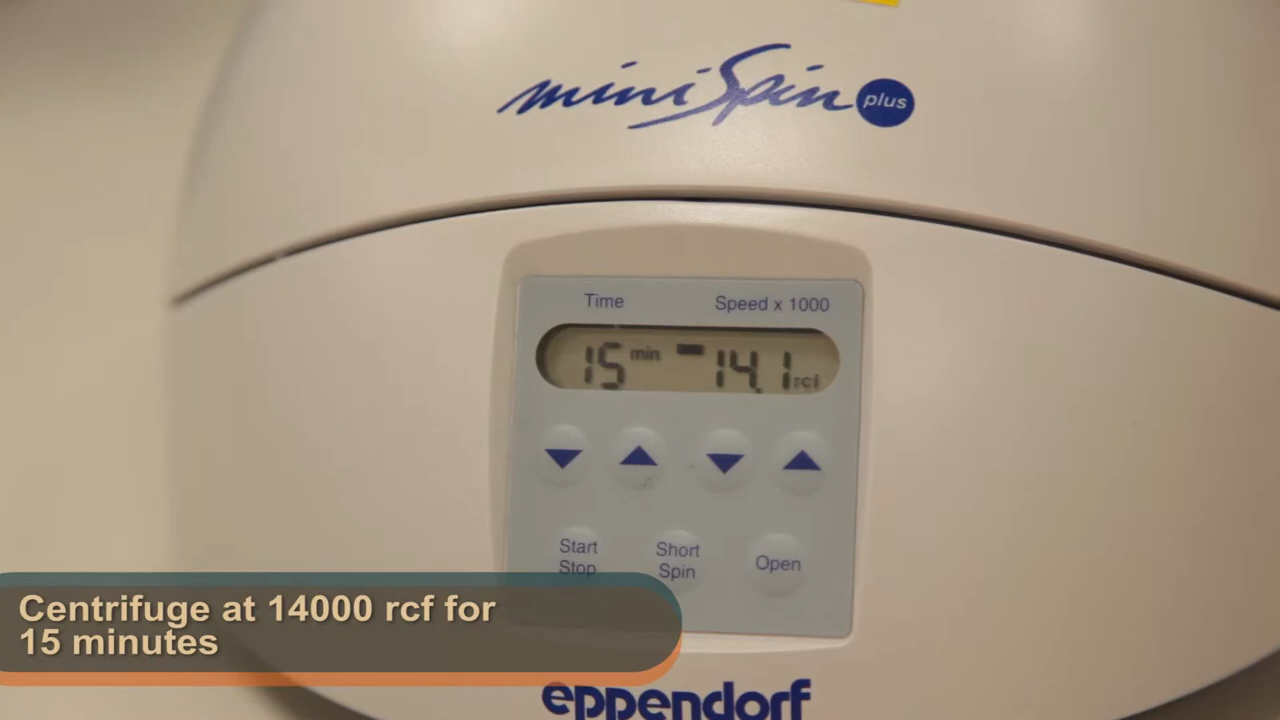 miniSpin plus
Time Speed x 1000
15 min 14.1 rcf
Start
Stop
Short
Spin
Open
Centrifuge at 14000 rcf for
15 minutes
eppendorf